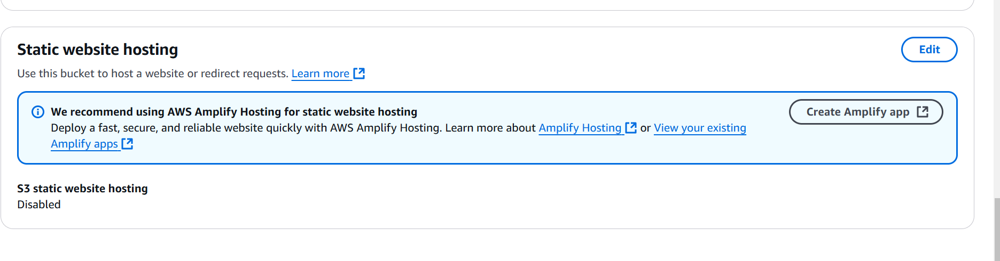 Static website hosting
Edit
Use this bucket to host a website or redirect requests. Learn more
We recommend using AWS Amplify Hosting for static website hosting
Create Amplify app
Deploy a fast, secure, and reliable website quickly with AWS Amplify Hosting. Learn more about Amplify Hosting or View your existing
Amplify apps
S3 static website hosting
Disabled